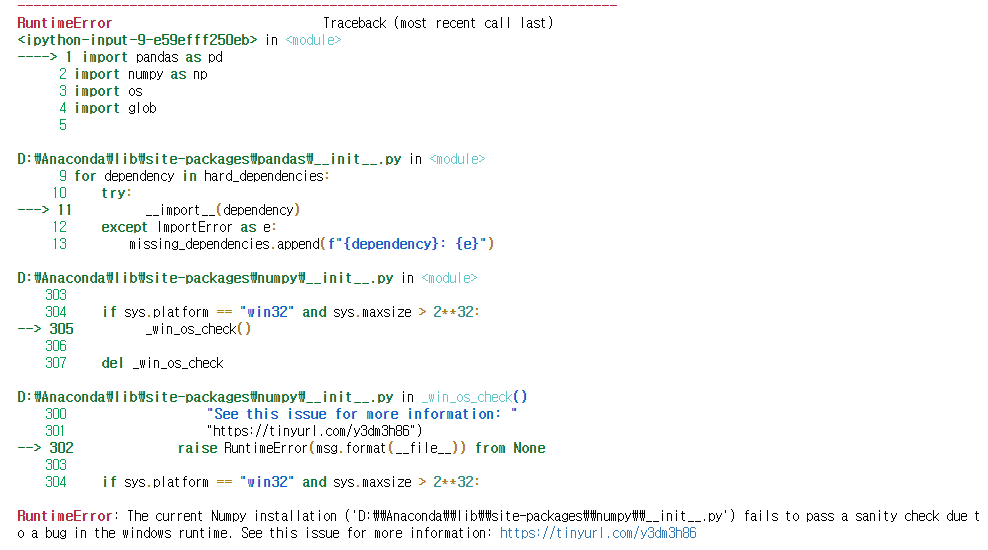 ---------------------------------------------------------------------------
RuntimeError                              Traceback (most recent call last)
<ipython-input-9-e59efff250eb> in <module>
----> 1 import pandas as pd
      2 import numpy as np
      3 import os
      4 import glob
      5

D:₩Anaconda₩lib₩site-packages₩pandas₩__init__.py in <module>
      9 for dependency in hard_dependencies:
     10     try:
---> 11         __import__(dependency)
     12     except ImportError as e:
     13         missing_dependencies.append(f"{dependency}: {e}")

D:₩Anaconda₩lib₩site-packages₩numpy₩__init__.py in <module>
    303
    304     if sys.platform == "win32" and sys.maxsize > 2**32:
--> 305         _win_os_check()
    306
    307     del _win_os_check

D:₩Anaconda₩lib₩site-packages₩numpy₩__init__.py in _win_os_check()
    300                    "See this issue for more information: "
    301                    "https://tinyurl.com/y3dm3h86")
--> 302             raise RuntimeError(msg.format(__file__)) from None
    303
    304     if sys.platform == "win32" and sys.maxsize > 2**32:

RuntimeError: The current Numpy installation ('D:₩₩Anaconda₩₩lib₩₩site-packages₩₩numpy₩₩__init__.py') fails to pass a sanity check due t
o a bug in the windows runtime. See this issue for more information: https://tinyurl.com/y3dm3h86